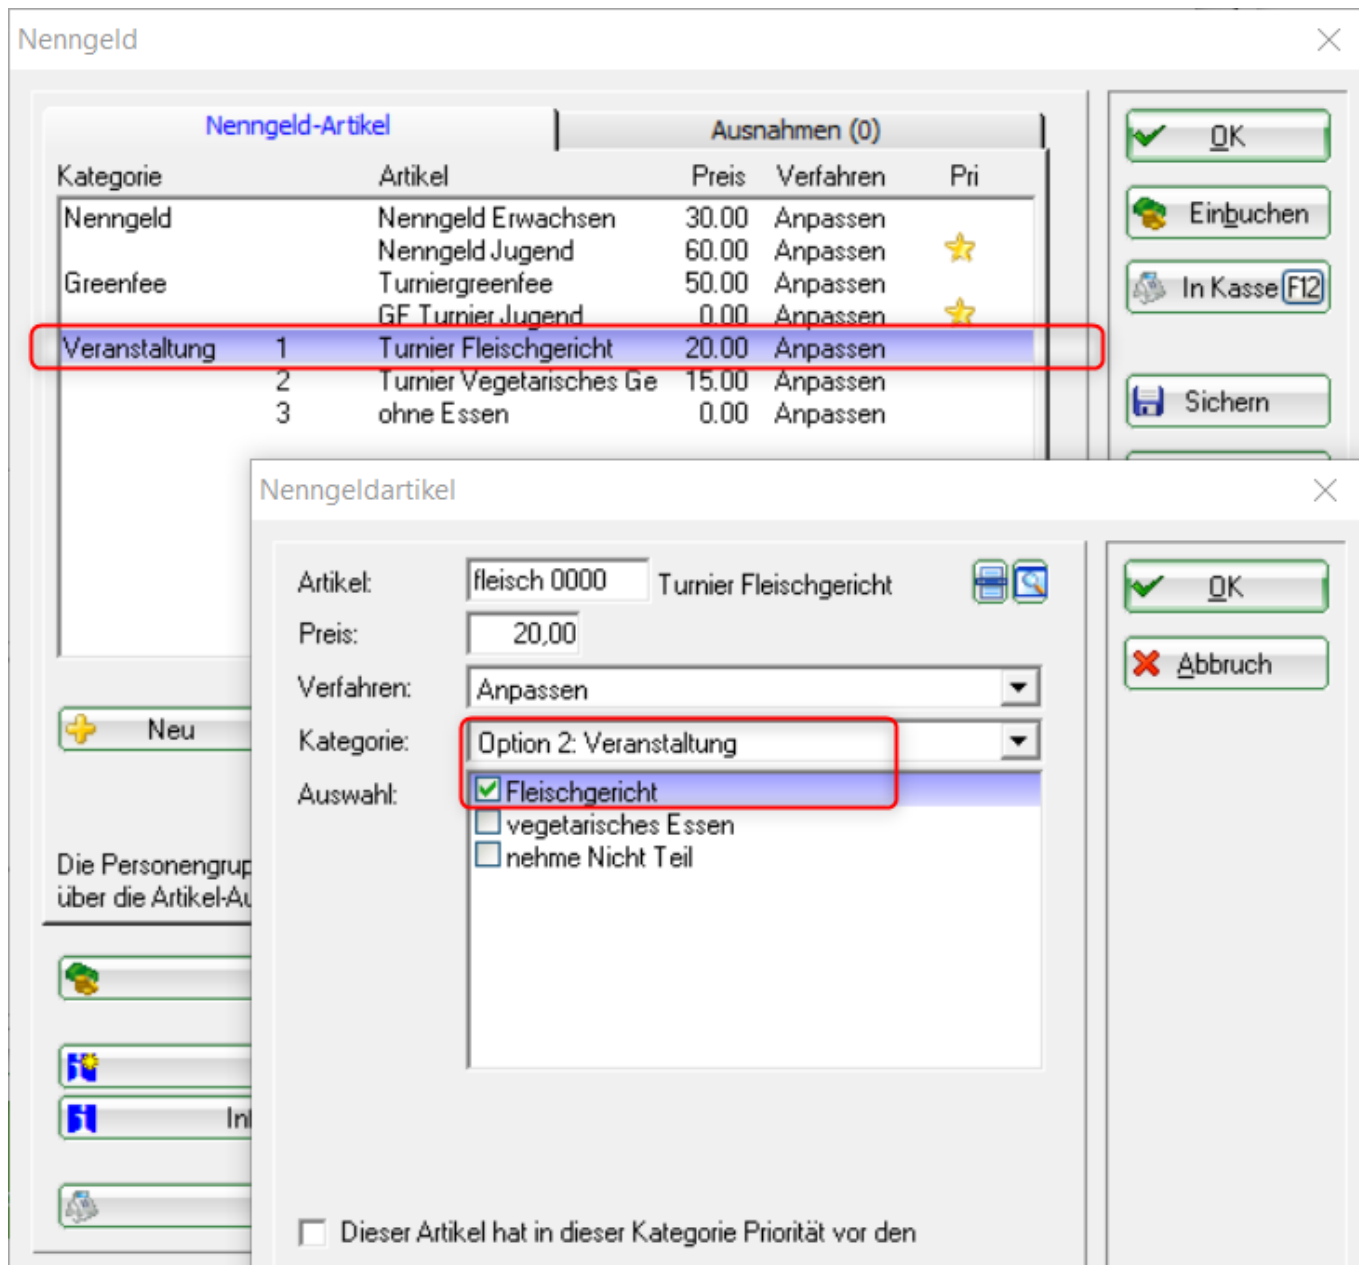 Nenngeld
Nenngeld-Artikel Ausnahmen (0)
Kategorie Artikel Preis Verfahren Pri
Nenngeld Nenngeld Erwachsen 30.00 Anpassen
Nenngeld Jugend 60.00 Anpassen
Greenfee Turniergreenfee 50.00 Anpassen
GF Turnier Jugend 0.00 Anpassen
Veranstaltung 1 Turnier Fleischgericht 20.00 Anpassen
2 Turnier Vegetarisches Ge 15.00 Anpassen
3 ohne Essen 0.00 Anpassen
OK
Einbuchen
In Kasse F12
Sichern
Neu
Die Personengrup
über die Artikel-Au
In
Nenngeldartikel
Artikel: fleisch 0000 Turnier Fleischgericht
Preis: 20,00
Verfahren: Anpassen
Kategorie: Option 2: Veranstaltung
Auswahl: Fleischgericht
vegetarisches Essen
nehme Nicht Teil
Dieser Artikel hat in dieser Kategorie Priorität vor den
OK
Abbruch